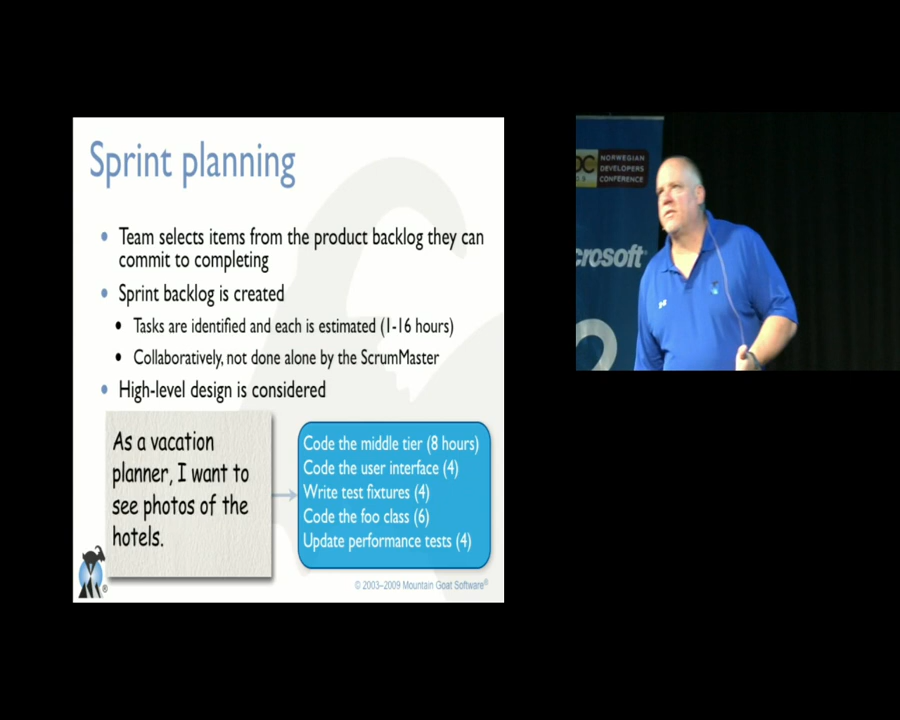 Sprint planning
• Team selects items from the product backlog they can
commit to completing
• Sprint backlog is created
• Tasks are identified and each is estimated (1-16 hours)
• Collaboratively, not done alone by the ScrumMaster
• High-level design is considered
As a vacation
planner, I want to
see photos of the
hotels.
Code the middle tier (8 hours)
Code the user interface (4)
Write test fixtures (4)
Code the foo class (6)
Update performance tests (4)
®
© 2003–2009 Mountain Goat Software®
NORWEGIAN
DEVELOPERS
CONFERENCE
crosoft